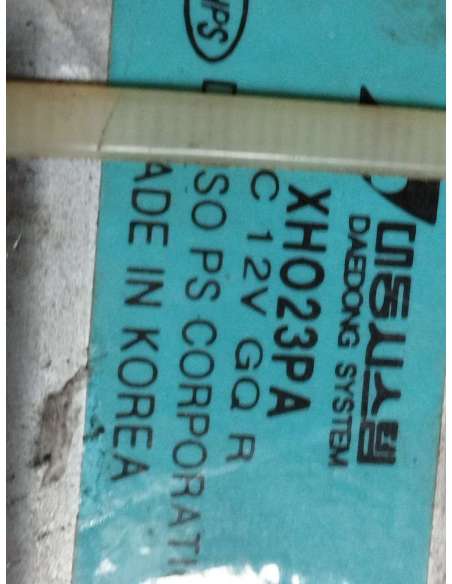 대동시스템
DAEDONG SYSTEM
XH023PA
C 12V GQ R
SO PS CORPORATI
ADE IN KOREA